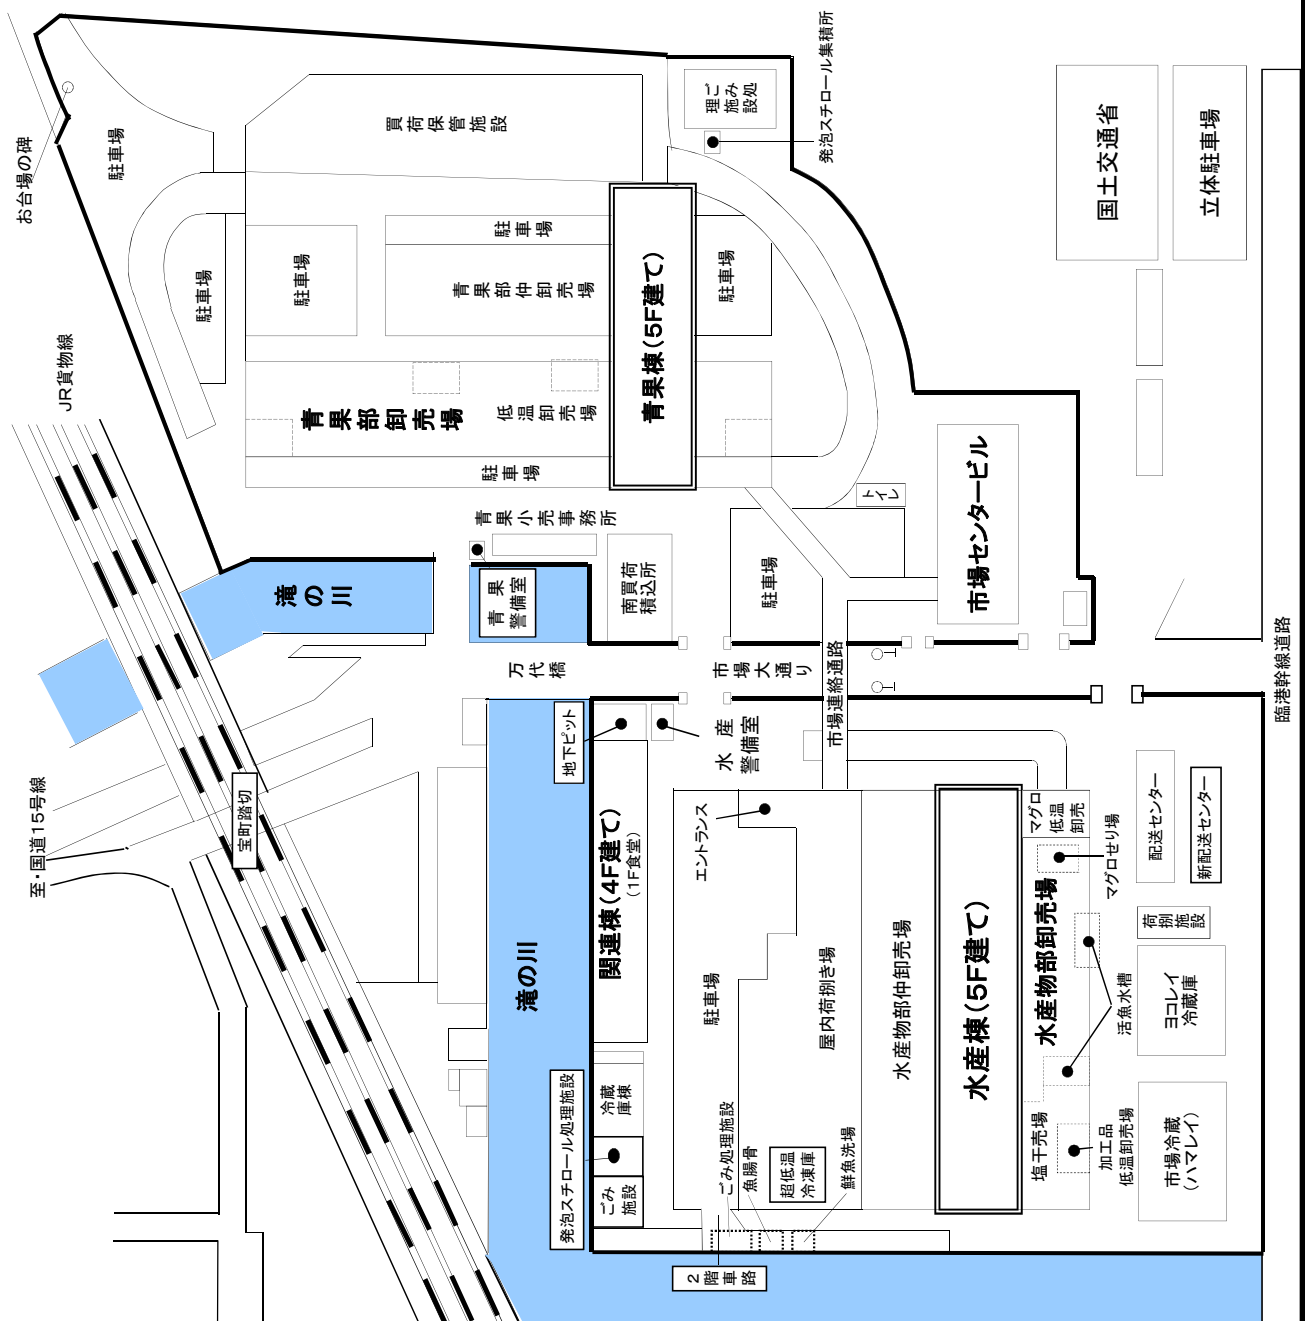 お台場の碑
駐車場
買荷保管施設
ごみ処
理施設
発泡スチロール集積所
国土交通省
立体駐車場
JR貨物線
駐車場
駐車場
駐車場
青果部仲卸売場
青果棟(5F建て)
駐車場
青果部卸売場
低温卸売場
駐車場
トイレ
市場センタービル
青果小売事務所
滝の川
青果
警備室
南買荷
積込所
駐車場
万代橋
市場大通り
市場連絡通路
臨港幹線道路
至・国道15号線
宝町踏切
地下ピット
水産
警備室
関連棟(4F建て)
(1F食堂)
エントランス
マグロ
低温
卸売
マグロせり場
配送センター
新配送センター
滝の川
駐車場
屋内荷捌き場
水産物部仲卸売場
水産棟(5F建て)
水産物部卸売場
活魚水槽
荷捌施設
ヨコレイ
冷蔵庫
発泡スチロール処理施設
冷蔵
庫棟
ごみ
施設
ごみ処理施設
魚腸骨
超低温
冷凍庫
鮮魚洗場
塩干売場
加工品
低温卸売場
市場冷蔵
(ハマレイ)
2階車路